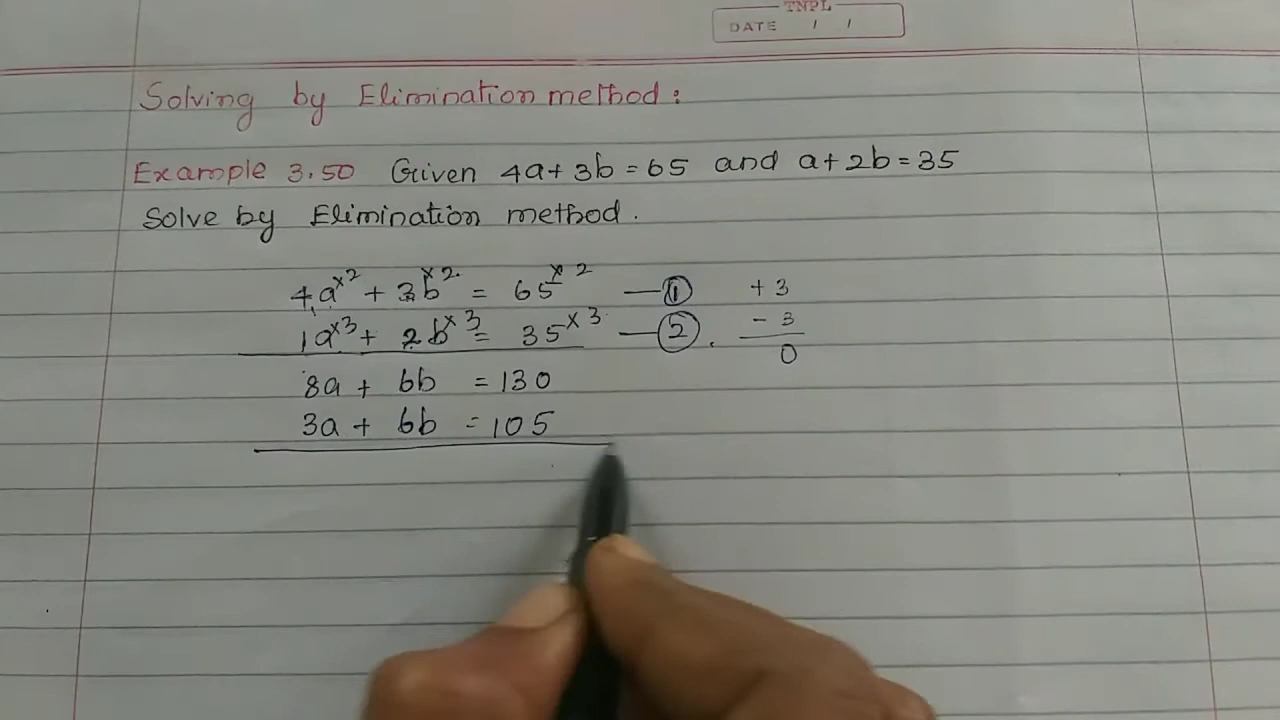 TNPL
DATE / /
Solving by Elimination method:
Example 3.50 Given 4a+3b=65 and a+2b=35
Solve by Elimination method.
4a×2 + 3b×2 = 65×2 — ① +3
1a×3 + 2b×3 = 35×3 — ②. - 3
0
8a + 6b = 130
3a + 6b = 105